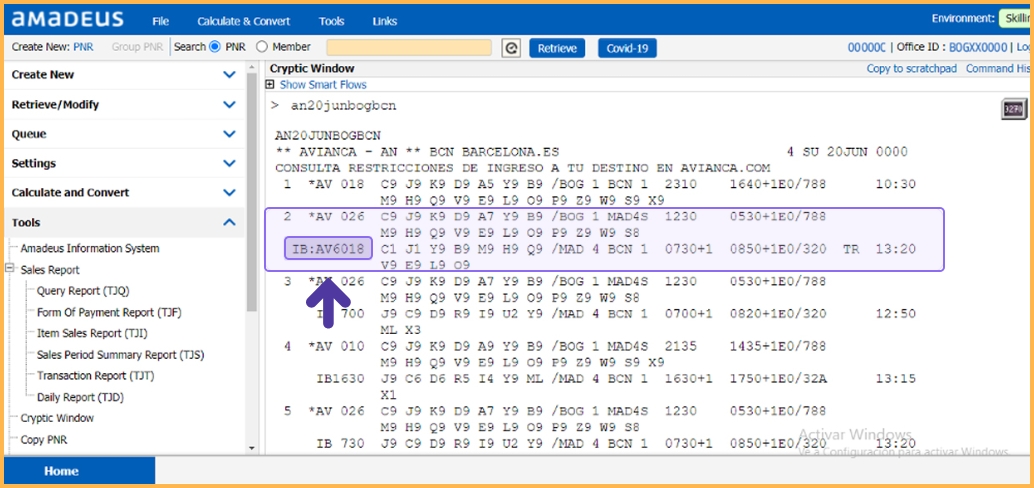 amadeus File Calculate & Convert Tools Links Environment: Skillin
Create New: PNR Group PNR Search PNR Member Retrieve Covid-19 00000C | Office ID : BOGXX0000 | Lo
Create New
Retrieve/Modify
Queue
Settings
Calculate and Convert
Tools
Amadeus Information System
Sales Report
Query Report (TJQ)
Form Of Payment Report (TJF)
Item Sales Report (TJI)
Sales Period Summary Report (TJS)
Transaction Report (TJT)
Daily Report (TJD)
Cryptic Window
Copy PNR
Home
Cryptic Window Copy to scratchpad Command His
Show Smart Flows
> an20junbogbcn
3270
AN20JUNBOGBCN
** AVIANCA - AN ** BCN BARCELONA.ES 4 SU 20JUN 0000
CONSULTA RESTRICCIONES DE INGRESO A TU DESTINO EN AVIANCA.COM
1 *AV 018 C9 J9 K9 D9 A5 Y9 B9 /BOG 1 BCN 1 2310 1640+1E0/788 10:30
M9 H9 Q9 V9 E9 L9 O9 P9 Z9 W9 S9 X9
2 *AV 026 C9 J9 K9 D9 A7 Y9 B9 /BOG 1 MAD4S 1230 0530+1E0/788
M9 H9 Q9 V9 E9 L9 O9 P9 Z9 W9 S8
IB:AV6018 C1 J1 Y9 B9 M9 H9 Q9 /MAD 4 BCN 1 0730+1 0850+1E0/320 TR 13:20
V9 E9 L9 O9
3 *AV 026 C9 J9 K9 D9 A7 Y9 B9 /BOG 1 MAD4S 1230 0530+1E0/788
M9 H9 Q9 V9 E9 L9 O9 P9 Z9 W9 S8
700 J9 C9 D9 R9 I9 U2 Y9 /MAD 4 BCN 1 0700+1 0820+1E0/320 12:50
ML X3
4 *AV 010 C9 J9 K9 D9 A9 Y9 B9 /BOG 1 MAD4S 2135 1435+1E0/788
M9 H9 Q9 V9 E9 L9 O9 P9 Z9 W9 S9 X9
IB1630 J9 C6 D6 R5 I4 Y9 ML /MAD 4 BCN 1 1630+1 1750+1E0/32A 13:15
X1
5 *AV 026 C9 J9 K9 D9 A7 Y9 B9 /BOG 1 MAD4S 1230 0530+1E0/788
M9 H9 Q9 V9 E9 L9 O9 P9 Z9 W9 S8
IB 730 J9 C9 D9 R9 I9 U2 Y9 /MAD 4 BCN 1 0730+1 0850+1E0/320 13:20
Activar Windows
Ve a Configuración para activar Windows.